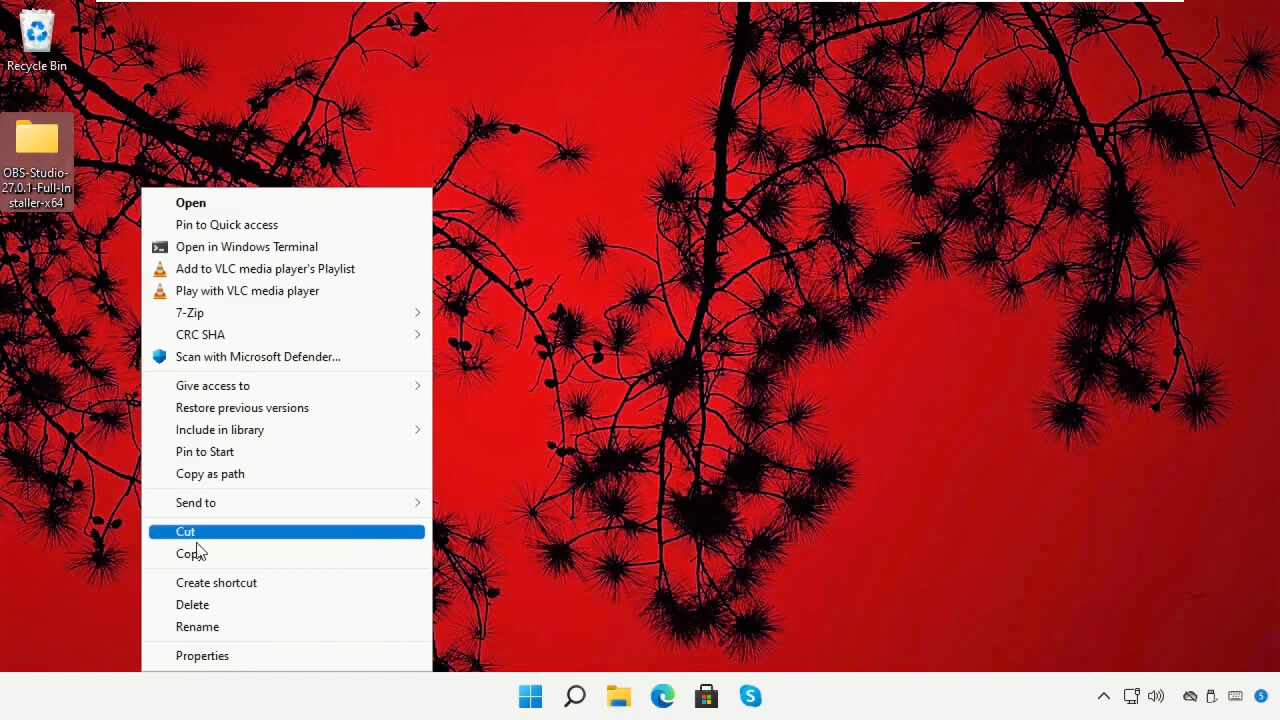 Recycle Bin
OBS-Studio-
27.0.1-Full-In
staller-x64
Open
Pin to Quick access
Open in Windows Terminal
Add to VLC media player's Playlist
Play with VLC media player
7-Zip
CRC SHA
Scan with Microsoft Defender...
Give access to
Restore previous versions
Include in library
Pin to Start
Copy as path
Send to
Cut
Copy
Create shortcut
Delete
Rename
Properties
S
5